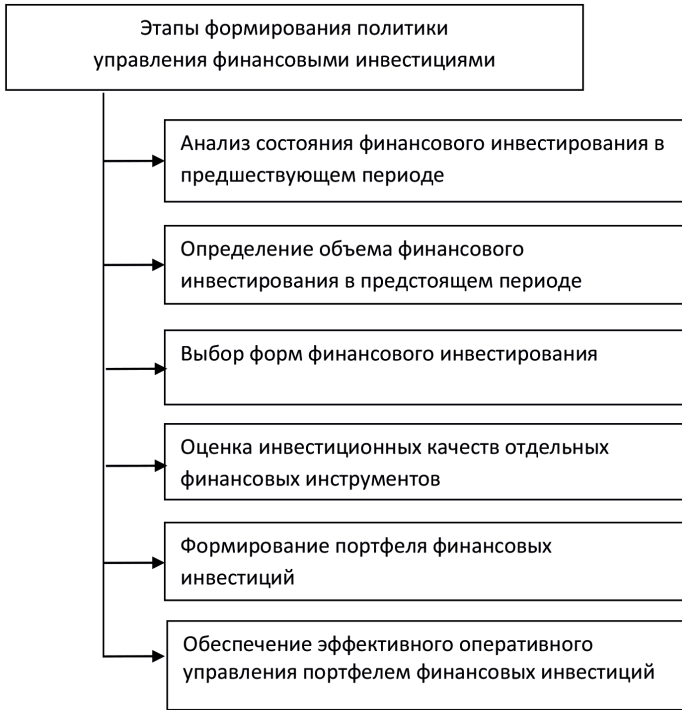 Этапы формирования политики
управления финансовыми инвестициями
Анализ состояния финансового инвестирования в
предшествующем периоде
Определение объема финансового
инвестирования в предстоящем периоде
Выбор форм финансового инвестирования
Оценка инвестиционных качеств отдельных
финансовых инструментов
Формирование портфеля финансовых
инвестиций
Обеспечение эффективного оперативного
управления портфелем финансовых инвестиций